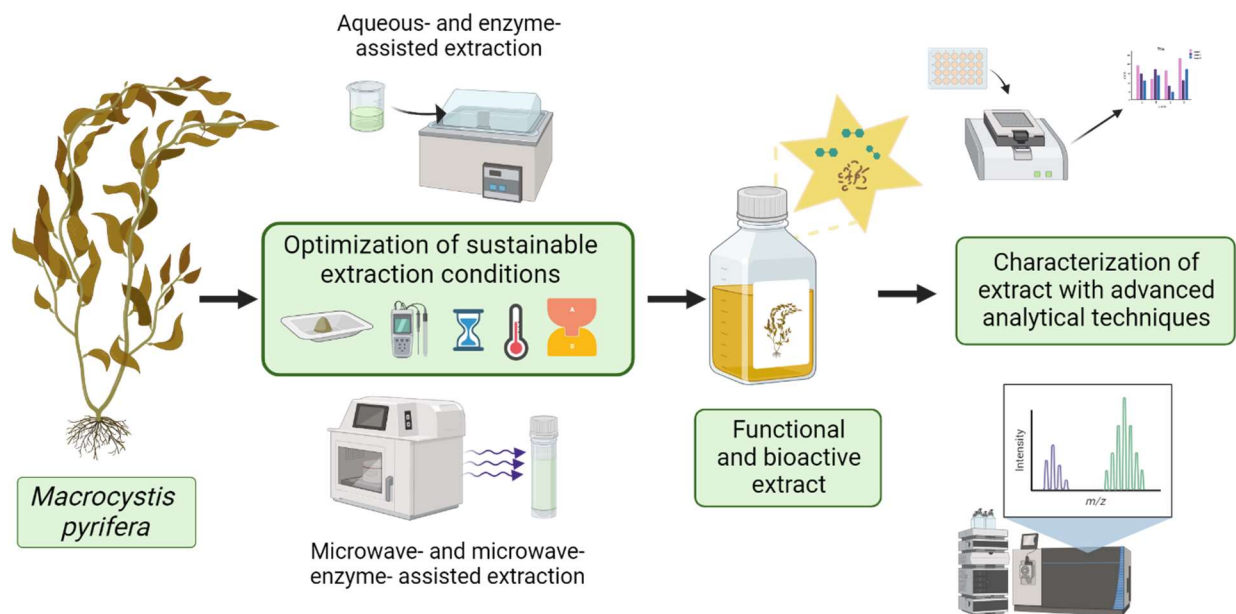 Aqueous- and enzyme-
assisted extraction
Optimization of sustainable
extraction conditions
A
B
Microwave- and microwave-
enzyme- assisted extraction
Macrocystis
pyrifera
Functional
and bioactive
extract
Characterization of
extract with advanced
analytical techniques
Intensity
m/z